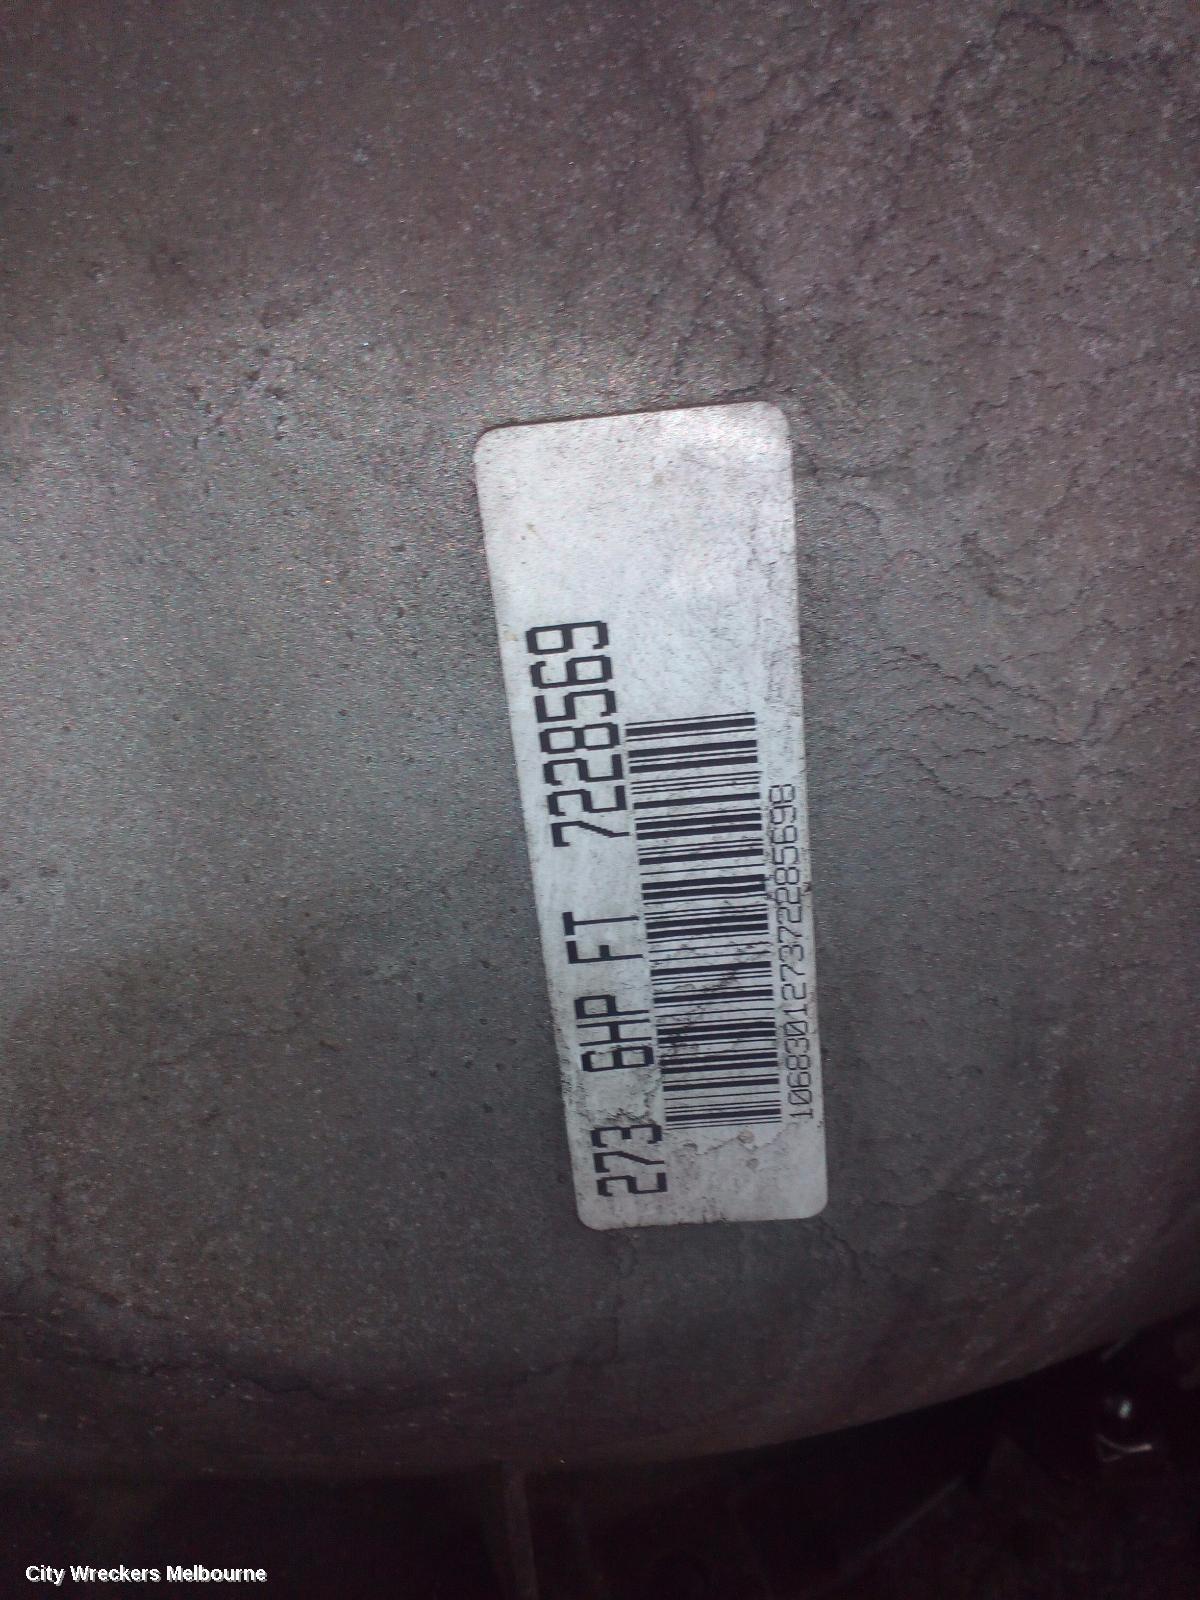 273 6HP FT 7228569
1068301273722856​98
City Wreckers Melbourne